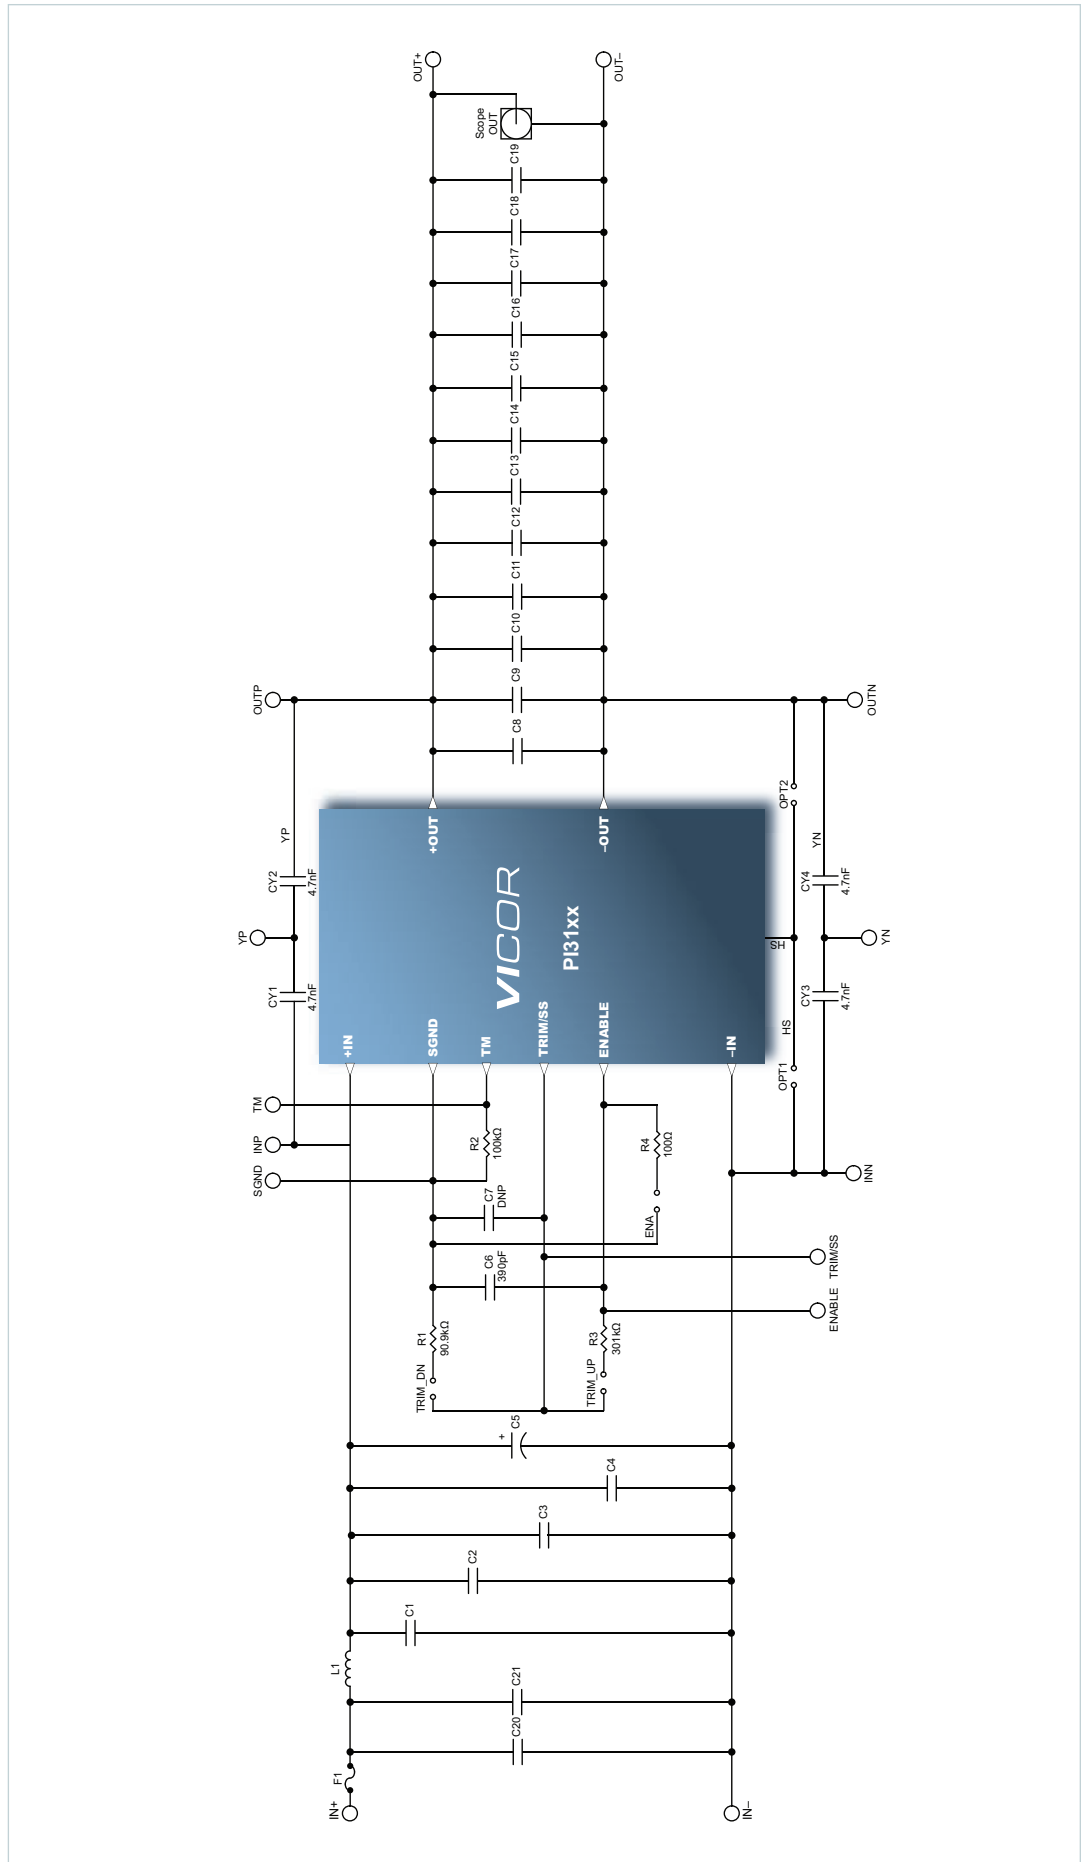 OUT+
OUT–
Scope
OUT
C19
C18
C17
C16
C15
C14
C13
C12
C11
C10
C9
C8
OUTP
OUTN
YP
CY2
4.7nF
YP
CY1
4.7nF
OPT2
YN
CY4
4.7nF
YN
SH
CY3
4.7nF
HS
OPT1
+OUT
–OUT
VICOR
PI31xx
+IN
SGND
TM
TRIM/SS
ENABLE
–IN
TM
INP
SGND
INN
R2
100kΩ
R4
100Ω
C7
DNP
ENA
C6
390pF
TRIM/SS
ENABLE
R1
90.9kΩ
R3
301kΩ
TRIM_DN
TRIM_UP
+
C5
C4
C3
C2
C1
L1
C21
C20
F1
IN+
IN–